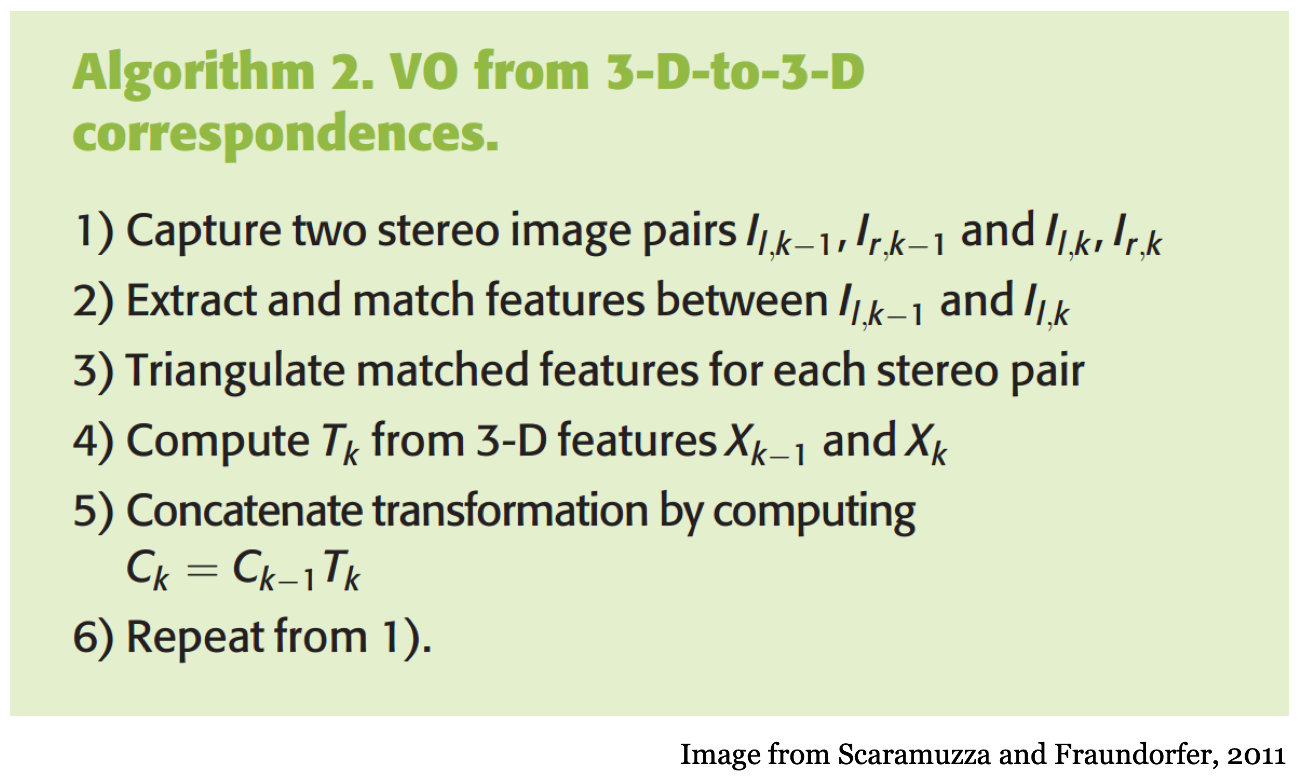 Algorithm 2. VO from 3-D-to-3-D
correspondences.
1) Capture two stereo image pairs I_{l,k−1}, I_{r,k−1} and I_{l,k}, I_{r,k}
2) Extract and match features between I_{l,k−1} and I_{l,k}
3) Triangulate matched features for each stereo pair
4) Compute T_k from 3-D features X_{k−1} and X_k
5) Concatenate transformation by computing
C_k = C_{k−1}T_k
6) Repeat from 1).
Image from Scaramuzza and Fraundorfer, 2011